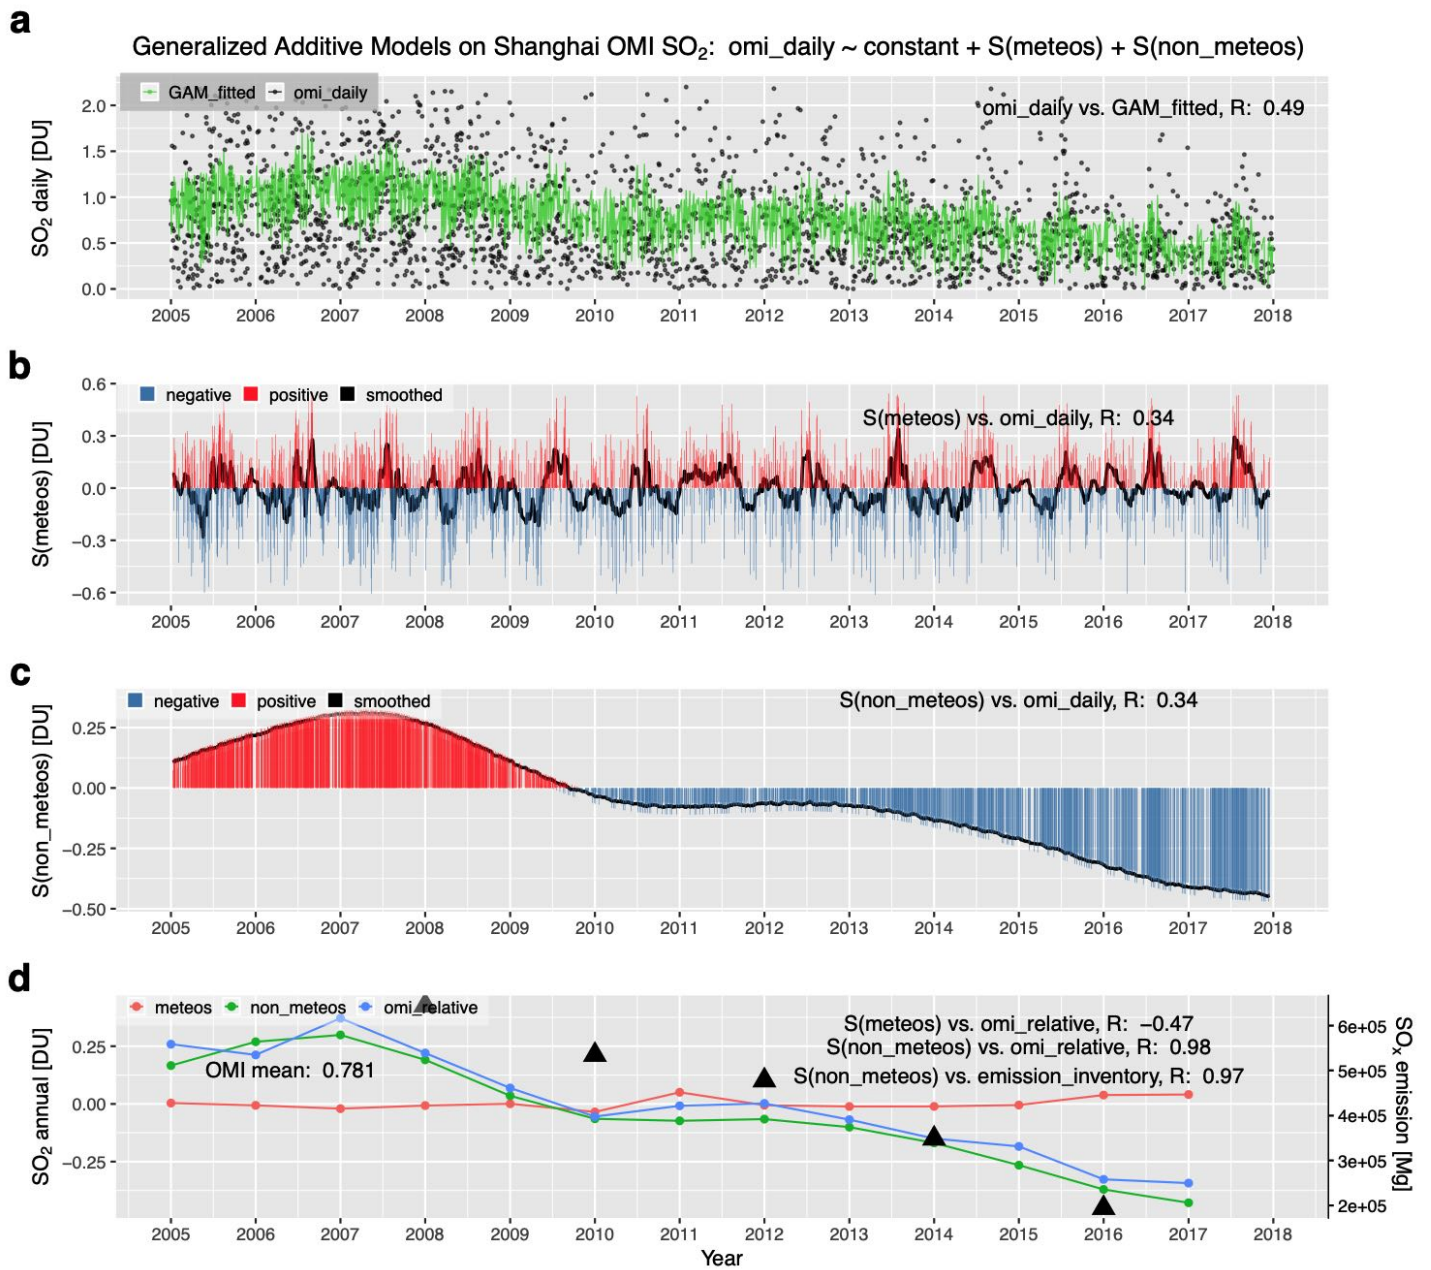 a
Generalized Additive Models on Shanghai OMI SO₂: omi_daily ~ constant + S(meteos) + S(non_meteos)
GAM_fitted omi_daily
omi_daily vs. GAM_fitted, R: 0.49
SO₂ daily [DU]
2.0
1.5
1.0
0.5
0.0
2005 2006 2007 2008 2009 2010 2011 2012 2013 2014 2015 2016 2017 2018
b
negative positive smoothed
S(meteos) vs. omi_daily, R: 0.34
S(meteos) [DU]
0.6
0.3
0.0
−0.3
−0.6
2005 2006 2007 2008 2009 2010 2011 2012 2013 2014 2015 2016 2017 2018
c
negative positive smoothed
S(non_meteos) vs. omi_daily, R: 0.34
S(non_meteos) [DU]
0.25
0.00
−0.25
−0.50
2005 2006 2007 2008 2009 2010 2011 2012 2013 2014 2015 2016 2017 2018
d
meteos non_meteos omi_relative
S(meteos) vs. omi_relative, R: −0.47
S(non_meteos) vs. omi_relative, R: 0.98
S(non_meteos) vs. emission_inventory, R: 0.97
OMI mean: 0.781
SO₂ annual [DU]
0.25
0.00
−0.25
6e+05
5e+05
4e+05
3e+05
2e+05
SOₓ emission [Mg]
2005 2006 2007 2008 2009 2010 2011 2012 2013 2014 2015 2016 2017 2018
Year